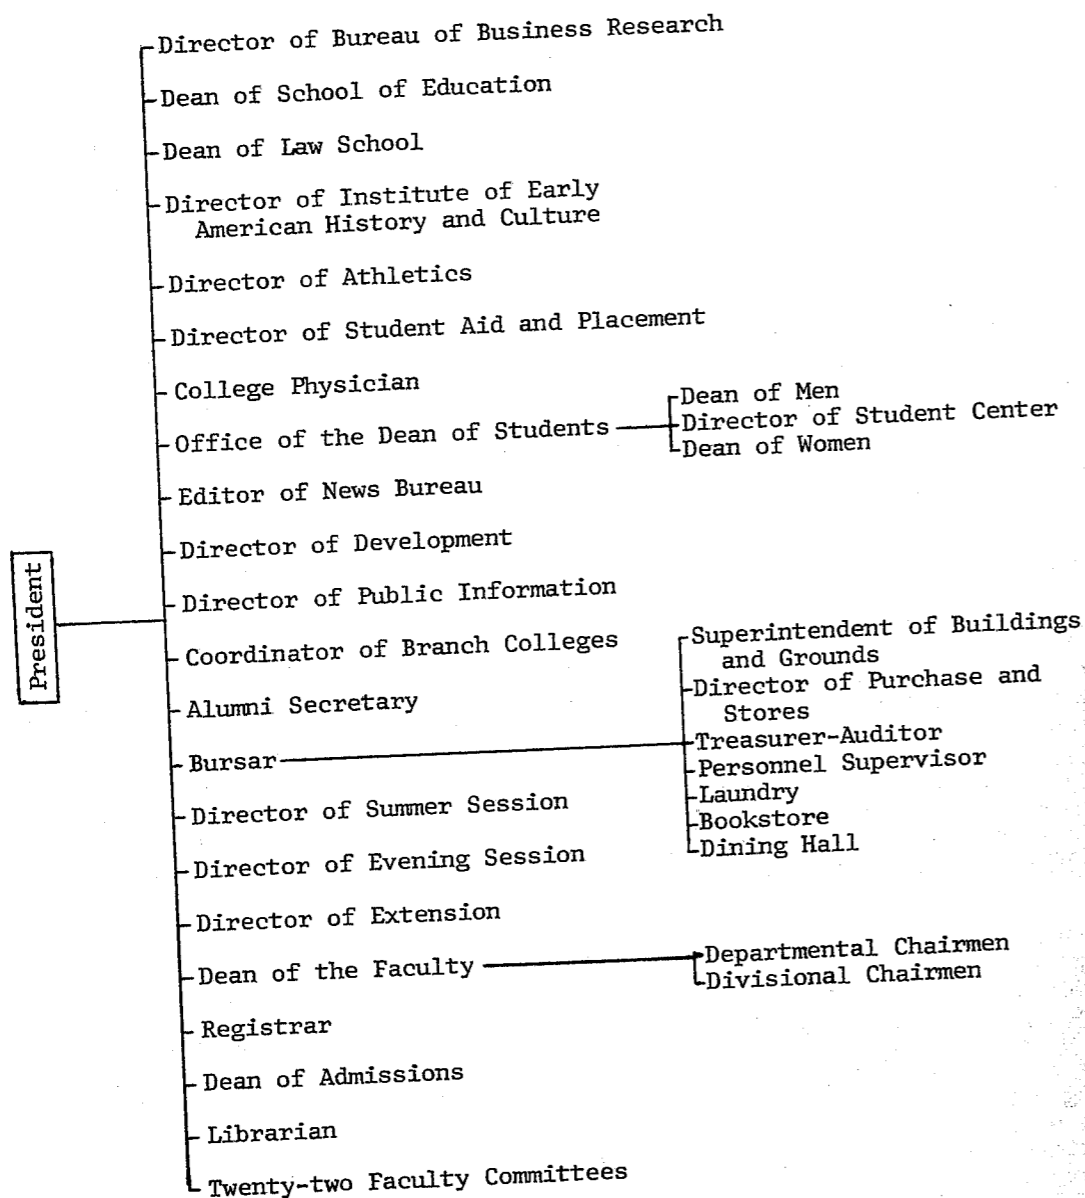 Director of Bureau of Business Research
Dean of School of Education
Dean of Law School
Director of Institute of Early
American History and Culture
Director of Athletics
Director of Student Aid and Placement
College Physician
Office of the Dean of Students
Dean of Men
Director of Student Center
Dean of Women
Editor of News Bureau
Director of Development
President
Director of Public Information
Coordinator of Branch Colleges
Alumni Secretary
Bursar
Superintendent of Buildings
and Grounds
Director of Purchase and
Stores
Treasurer-Auditor
Personnel Supervisor
Laundry
Bookstore
Dining Hall
Director of Summer Session
Director of Evening Session
Director of Extension
Dean of the Faculty
Departmental Chairmen
Divisional Chairmen
Registrar
Dean of Admissions
Librarian
Twenty-two Faculty Committees